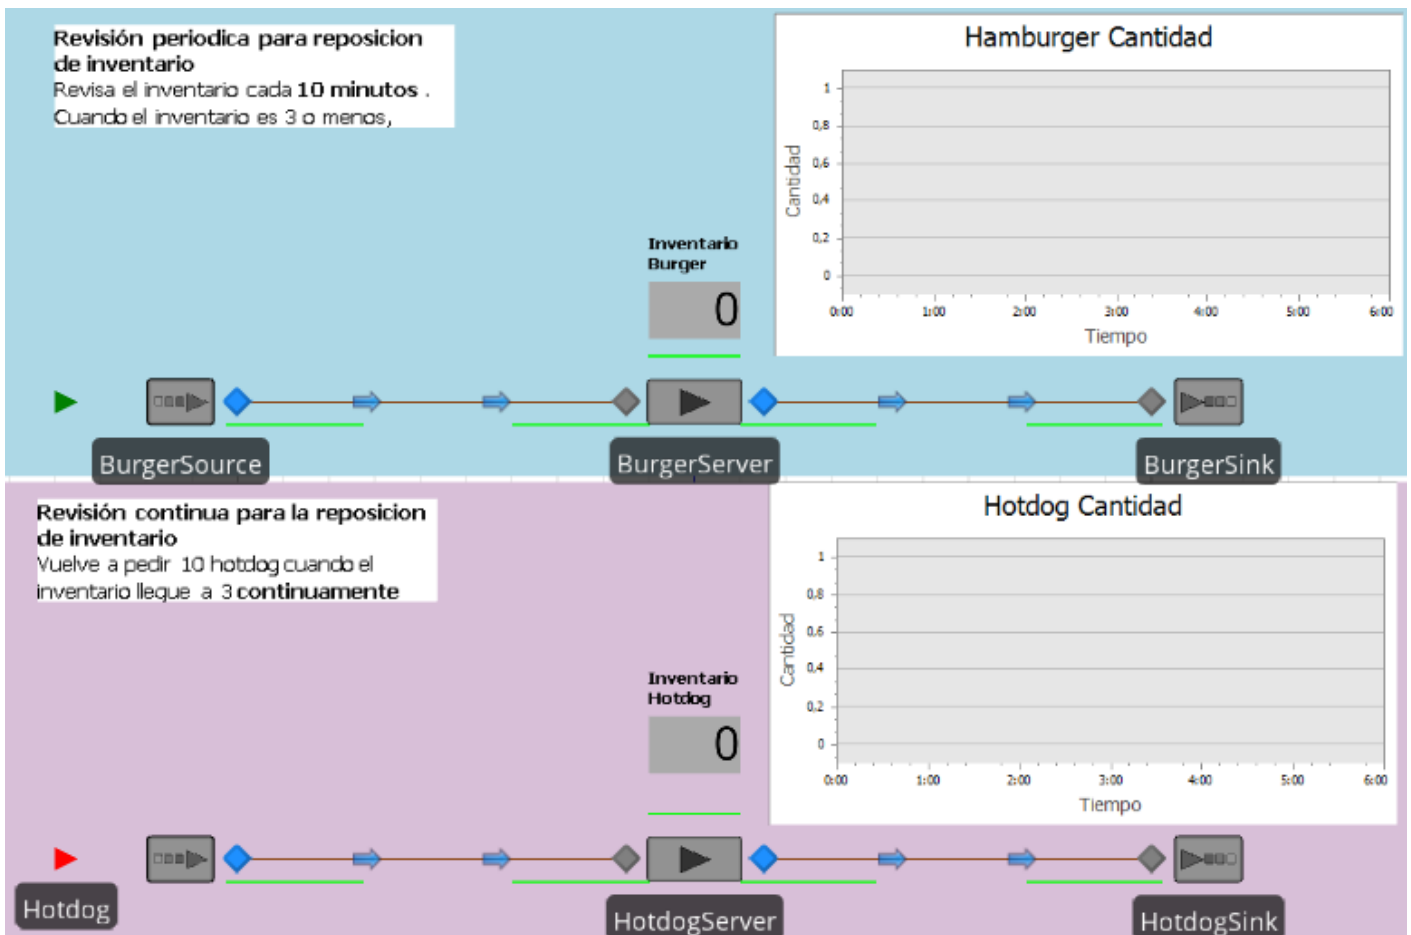 Revisión periodica para reposicion
de inventario
Revisa el inventario cada 10 minutos .
Cuando el inventario es 3 o menos,
Hamburger Cantidad
Cantidad
1
0,8
0,6
0,4
0,2
0
0:00 1:00 2:00 3:00 4:00 5:00 6:00
Tiempo
Inventario
Burger
0
BurgerSource
BurgerServer
BurgerSink
Revisión continua para la reposicion
de inventario
Vuelve a pedir 10 hotdog cuando el
inventario llegue a 3 continuamente
Hotdog Cantidad
Cantidad
1
0,8
0,6
0,4
0,2
0
0:00 1:00 2:00 3:00 4:00 5:00 6:00
Tiempo
Inventario
Hotdog
0
Hotdog
HotdogServer
HotdogSink